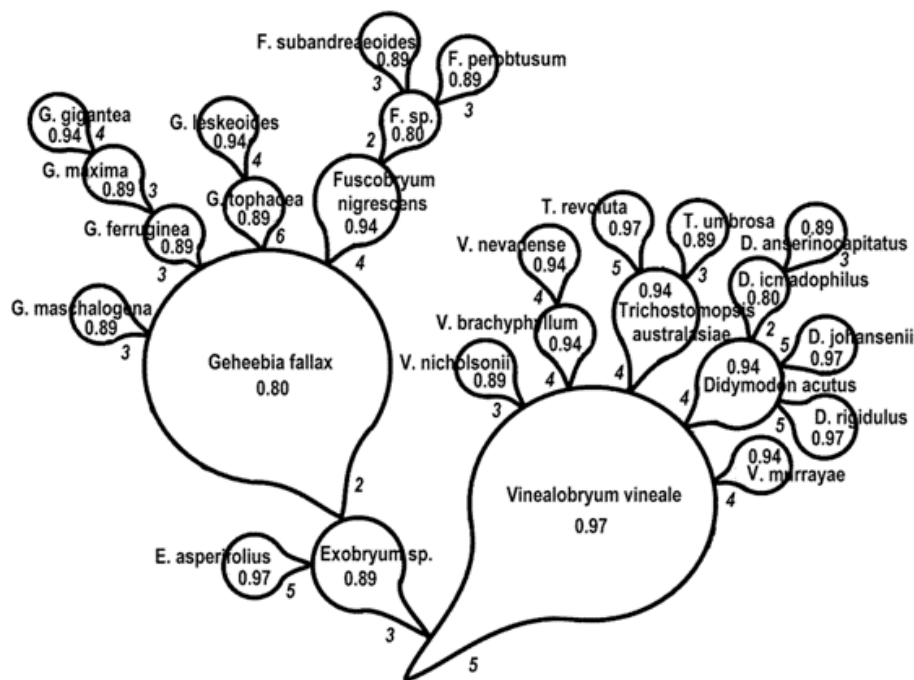 F. subandreaeoides
0.89
3
F. perobtusum
0.89
3
G. gigantea
0.94
4
G. leskeoides
0.94
4
F. sp.
0.80
2
G. maxima
0.89
3
Fuscobryum
nigrescens
0.94
4
G. tophacea
0.89
6
G. ferruginea
0.89
3
T. revoluta
0.97
5
T. umbrosa
0.89
3
0.89
D. anserinocapitatus
3
V. nevadense
0.94
4
D. icmadophilus
0.80
2
G. maschalogena
0.89
3
0.94
Trichostomopsis
australasiae
4
V. brachyphyllum
0.94
4
5
D. johansenii
0.97
Geheebia fallax
0.80
2
V. nicholsonii
0.89
3
0.94
Didymodon acutus
4
5
D. rigidulus
0.97
0.94
V. murrayae
4
Vinealobryum vineale
0.97
5
E. asperifolius
0.97
5
Exobryum sp.
0.89
3